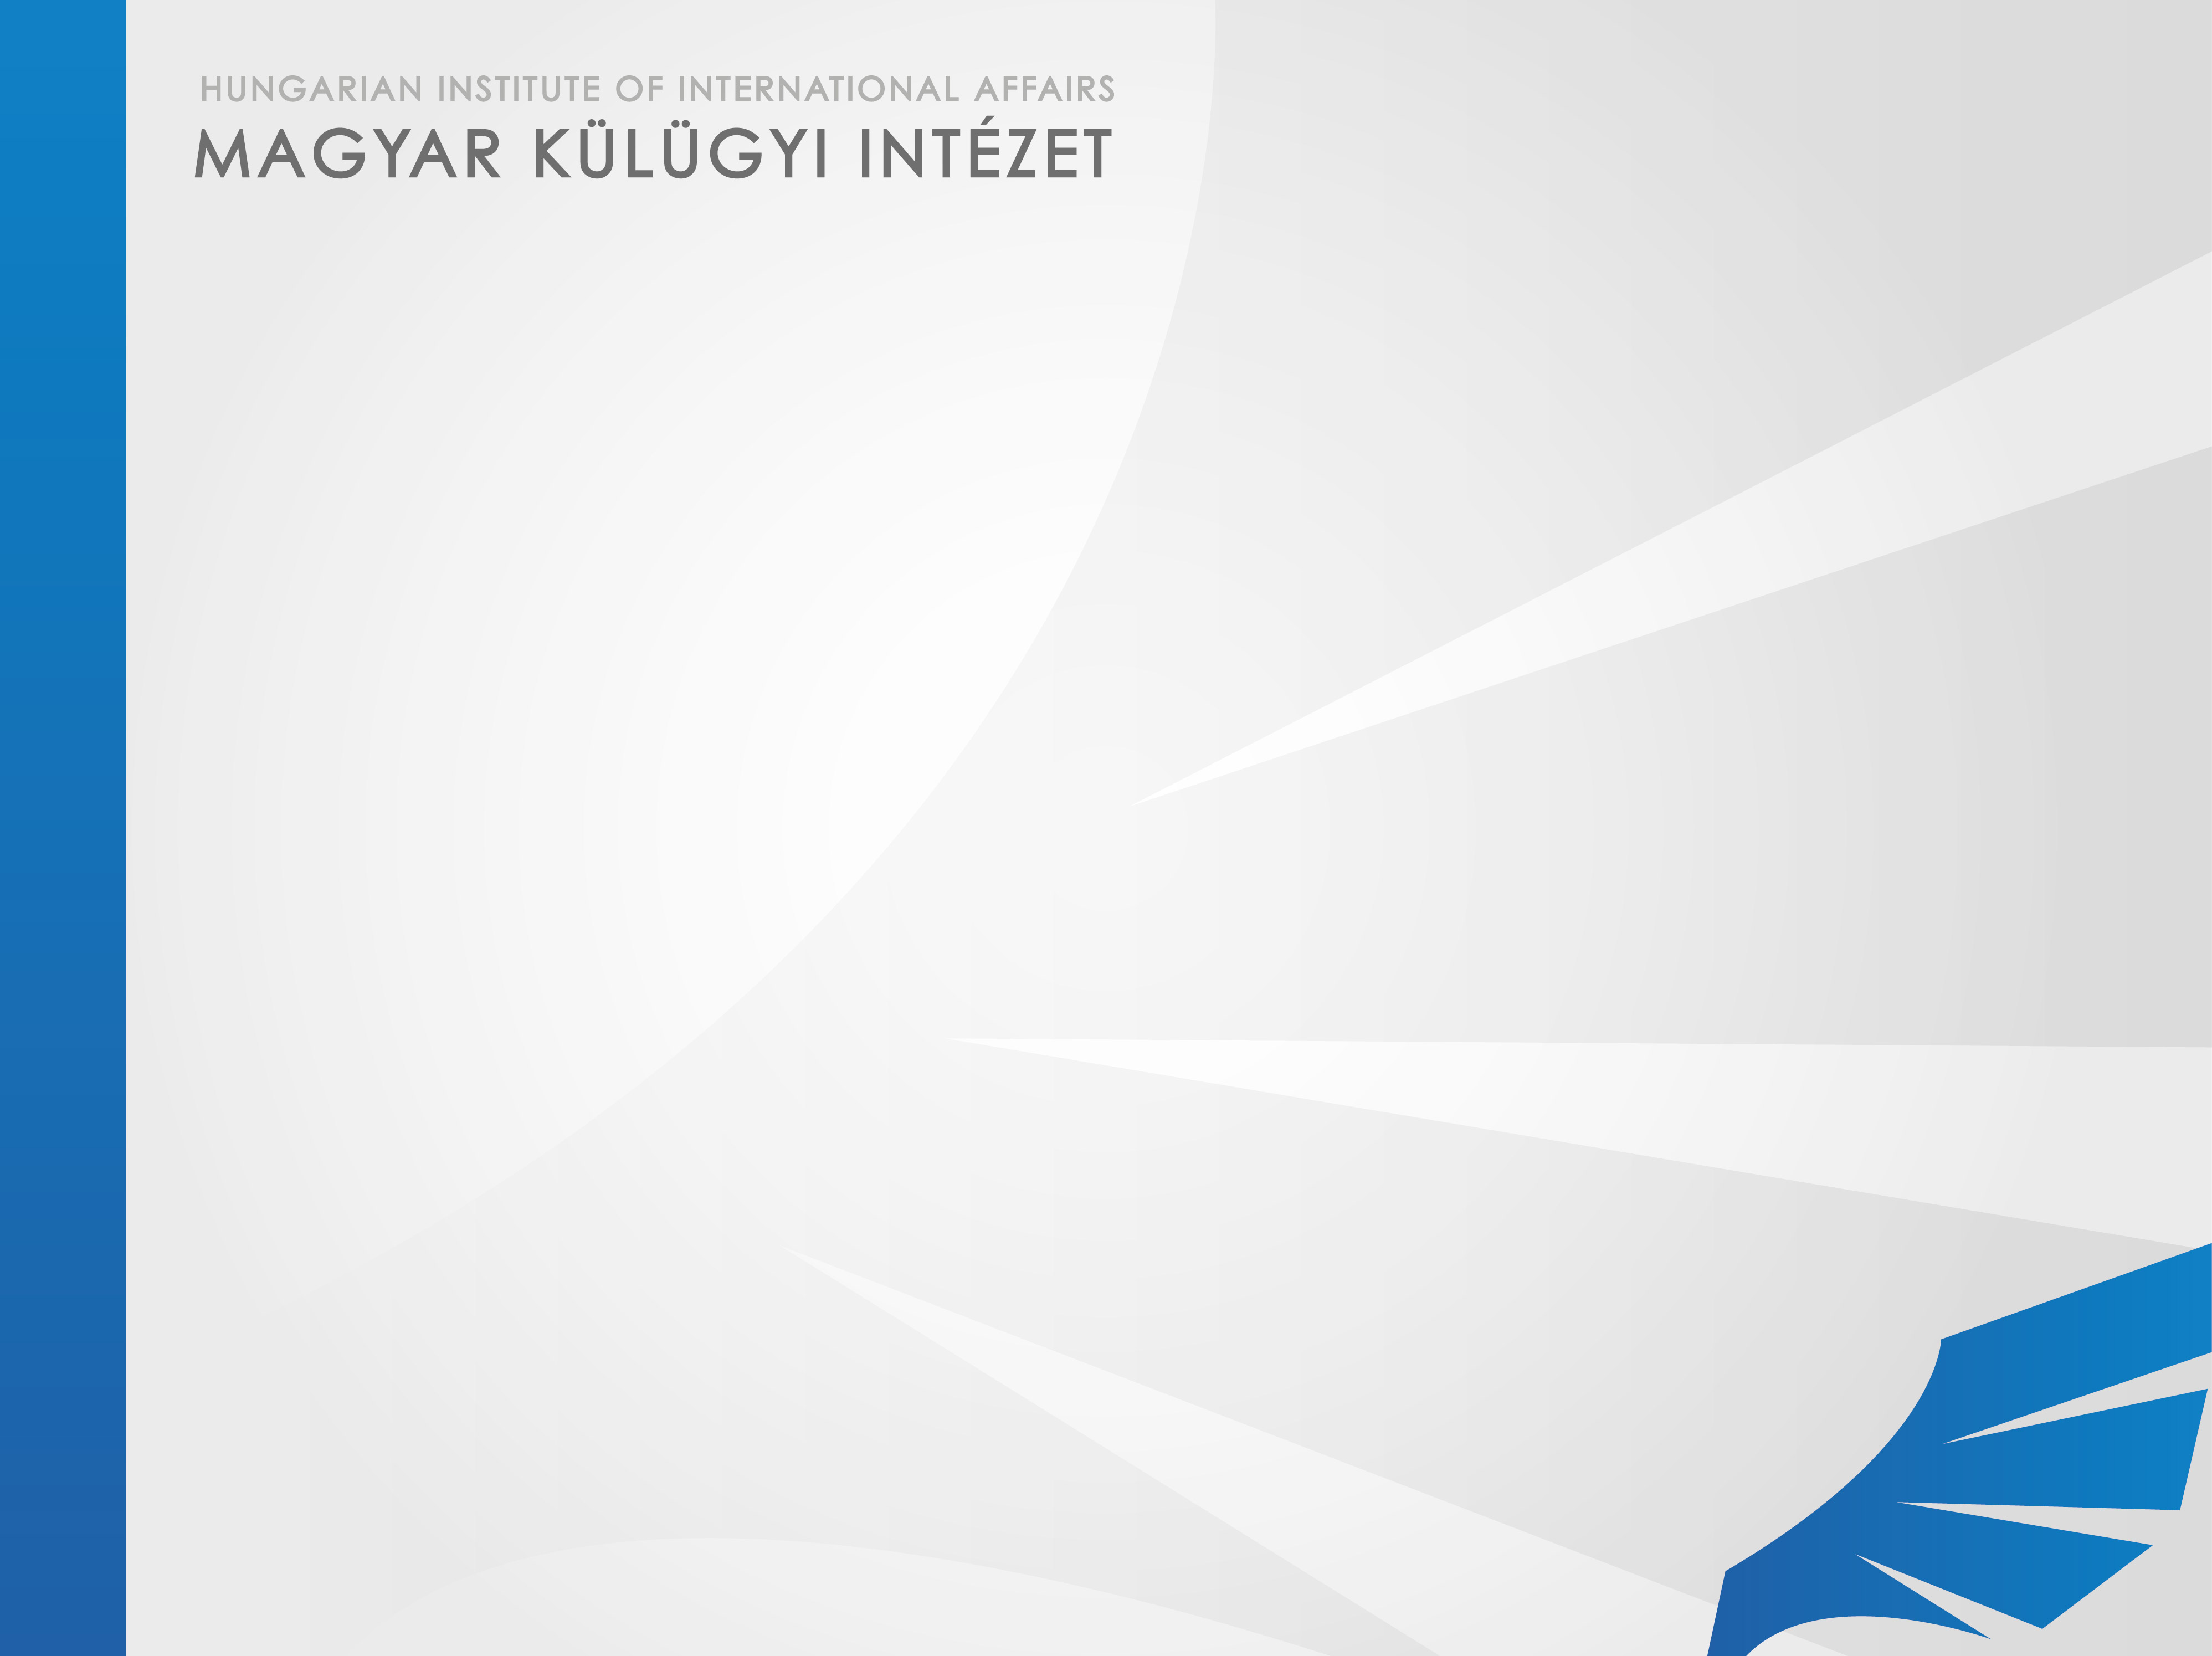 HUNGARIAN INSTITUTE OF INTERNATIONAL AFFAIRS
MAGYAR KÜLÜGYI INTÉZET